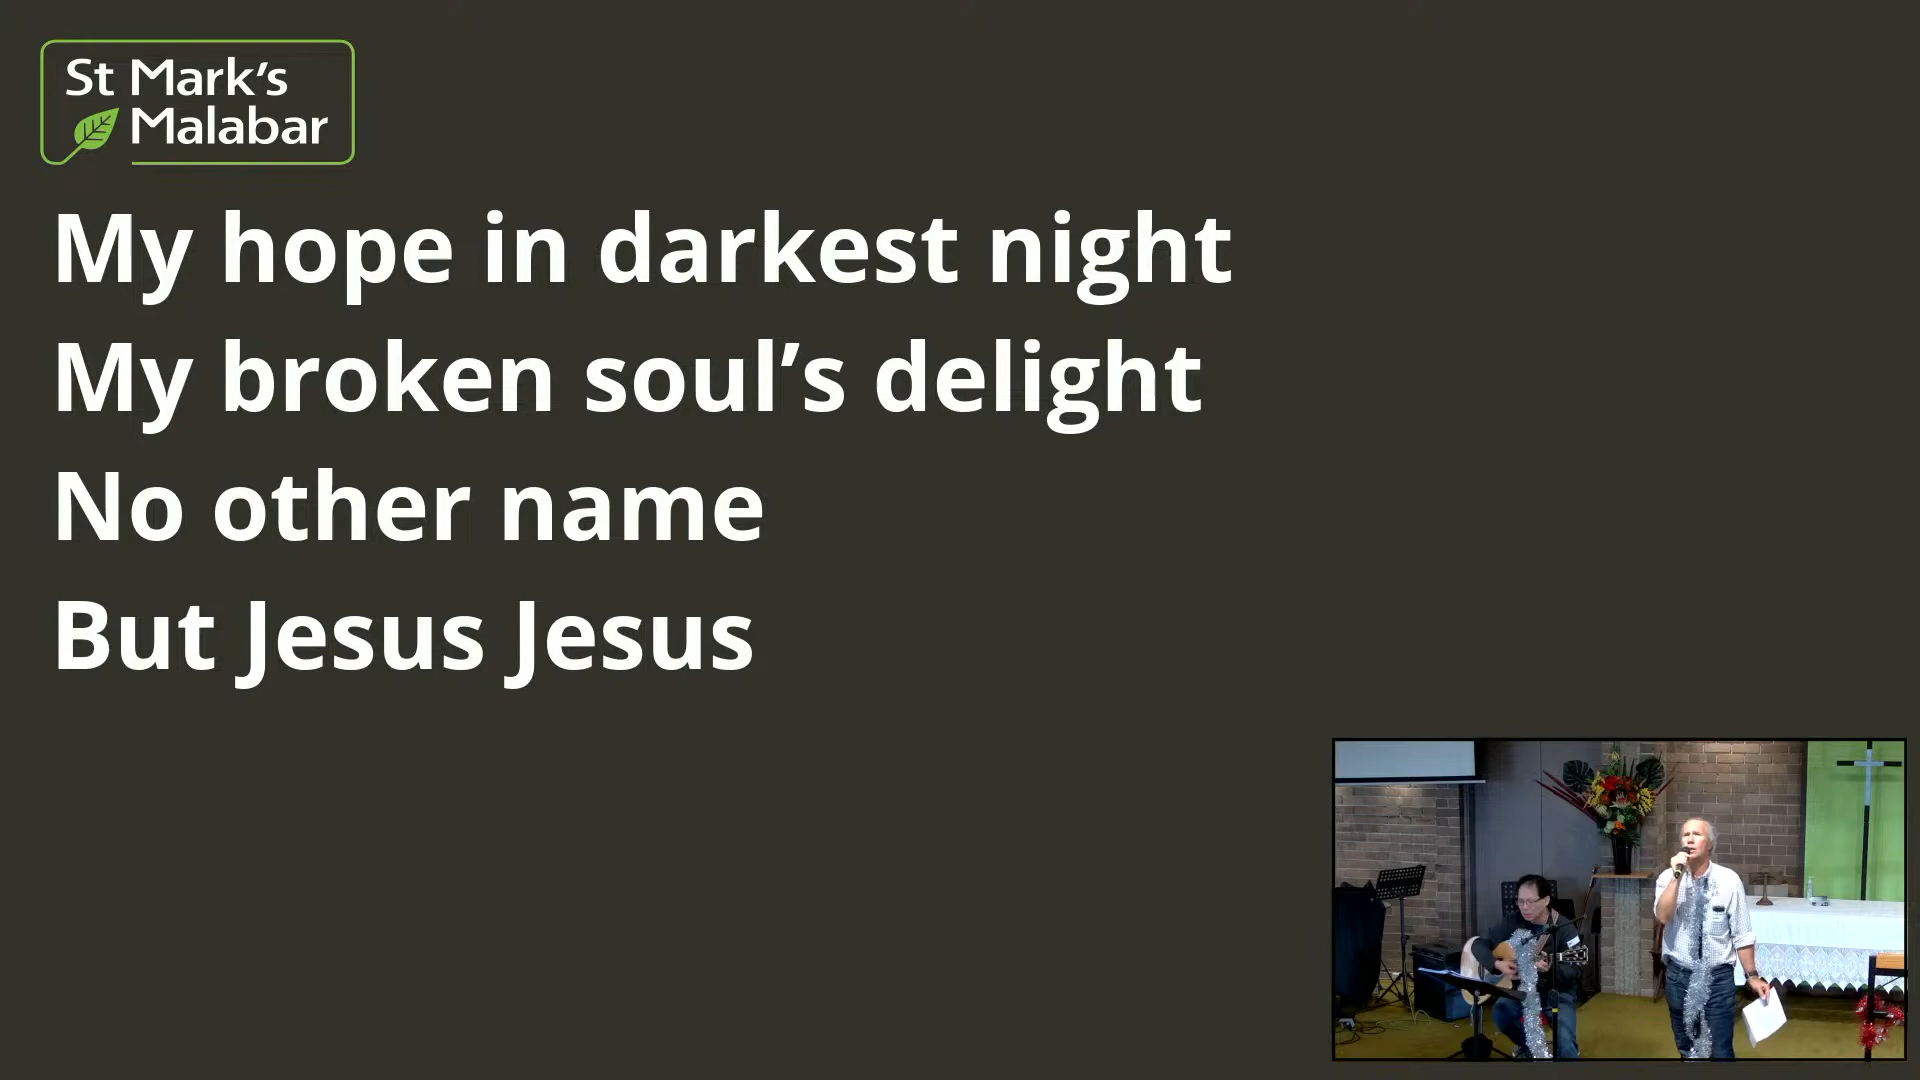 St Mark's
Malabar
My hope in darkest night
My broken soul’s delight
No other name
But Jesus Jesus